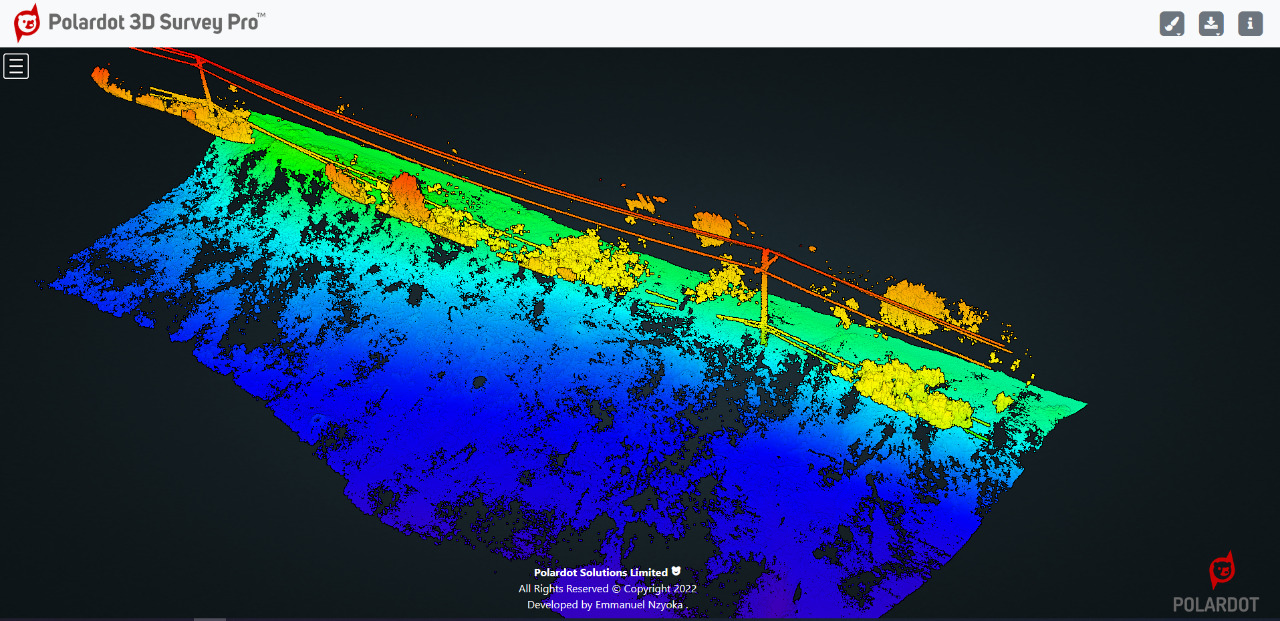 Polardot 3D Survey Pro™
Polardot Solutions Limited
All Rights Reserved © Copyright 2022
Developed by Emmanuel Nzyoka .
POLARDOT